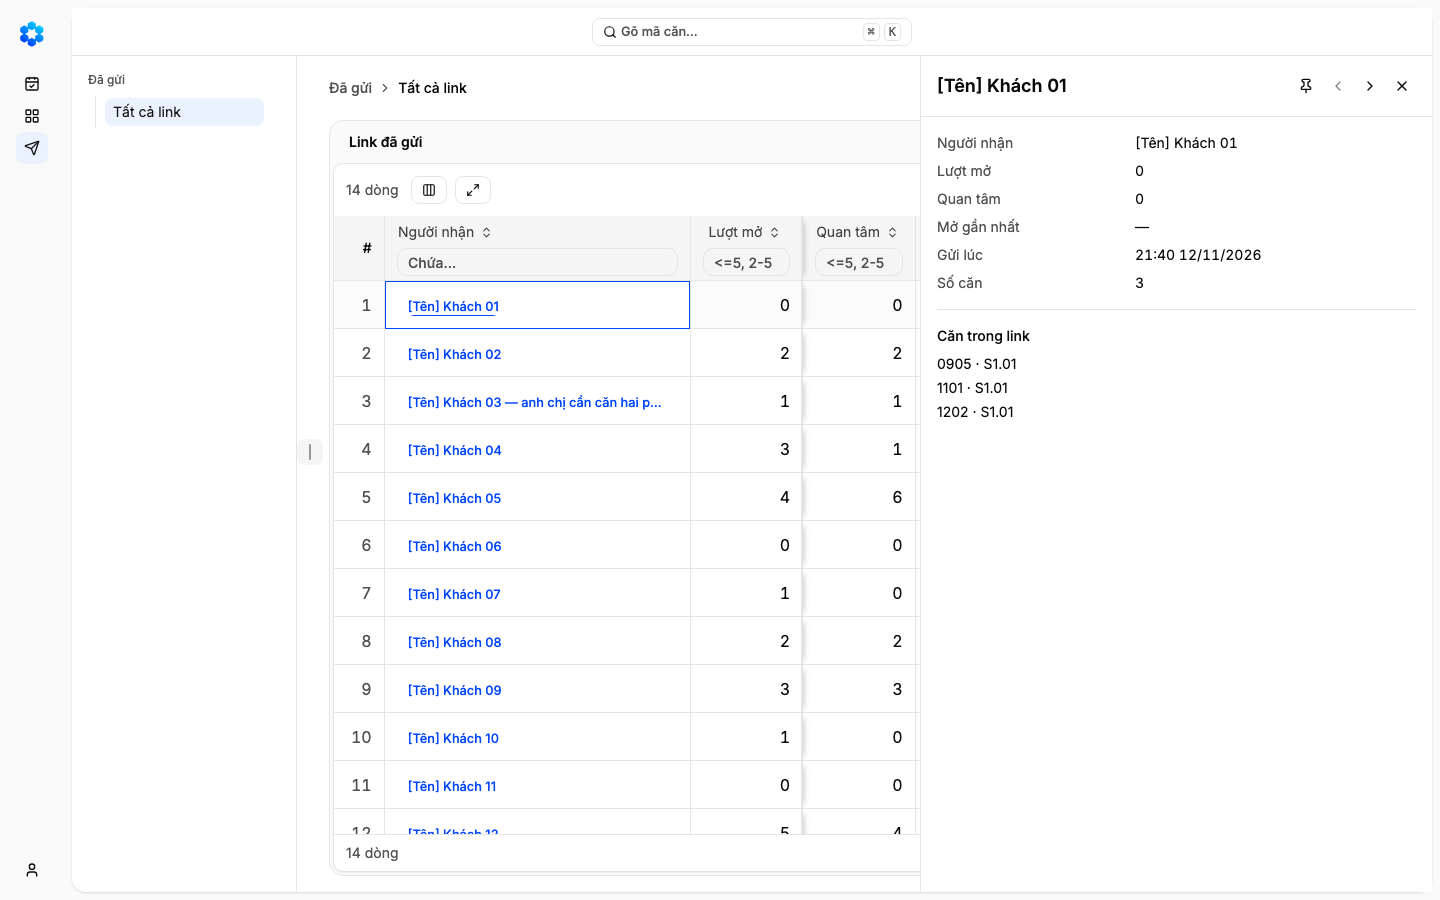 Gõ mã căn... ⌘ K
Đã gửi
Tất cả link
Đã gửi > Tất cả link
Link đã gửi
14 dòng
# Người nhận Lượt mở Quan tâm
Chứa... <=5, 2-5 <=5, 2-5
1 [Tên] Khách 01 0 0
2 [Tên] Khách 02 2 2
3 [Tên] Khách 03 — anh chị cần căn hai p... 1 1
4 [Tên] Khách 04 3 1
5 [Tên] Khách 05 4 6
6 [Tên] Khách 06 0 0
7 [Tên] Khách 07 1 0
8 [Tên] Khách 08 2 2
9 [Tên] Khách 09 3 3
10 [Tên] Khách 10 1 0
11 [Tên] Khách 11 0 0
12 [Tên] Khách 12 5 4
14 dòng
[Tên] Khách 01
Người nhận [Tên] Khách 01
Lượt mở 0
Quan tâm 0
Mở gần nhất —
Gửi lúc 21:40 12/11/2026
Số căn 3
Căn trong link
0905 · S1.01
1101 · S1.01
1202 · S1.01